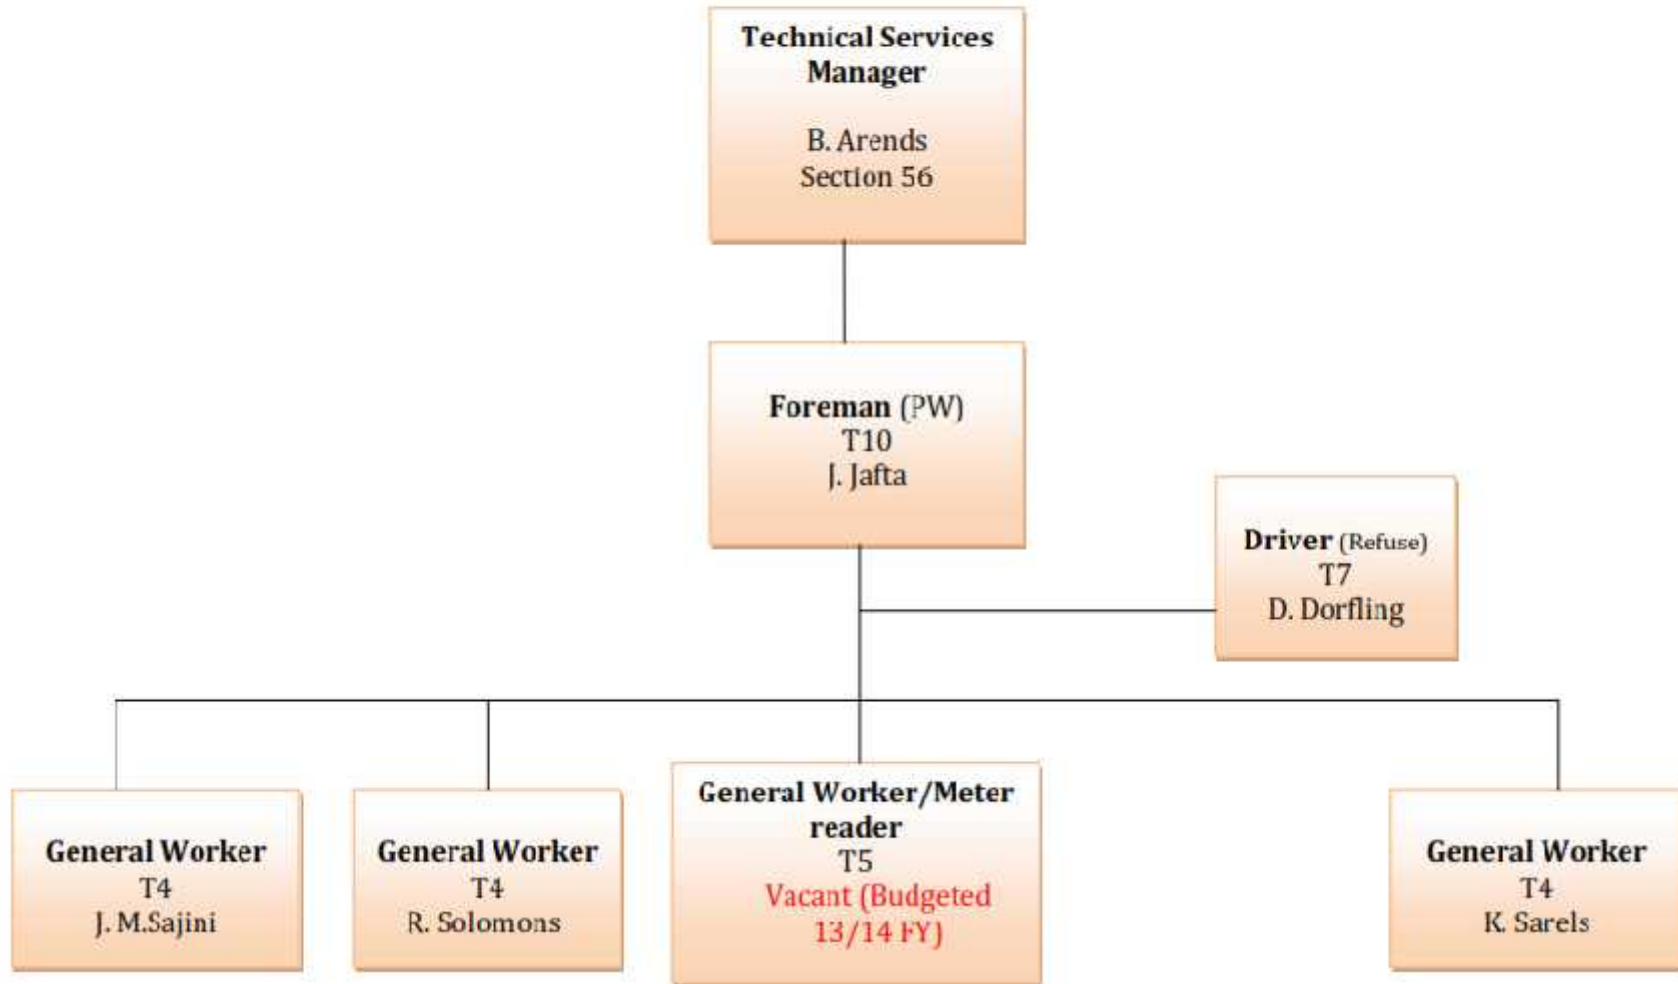 Technical Services
Manager
B. Arends
Section 56
Foreman (PW)
T10
J. Jafta
Driver (Refuse)
T7
D. Dorfling
General Worker
T4
J. M.Sajini
General Worker
T4
R. Solomons
General Worker/Meter
reader
T5
Vacant (Budgeted
13/14 FY)
General Worker
T4
K. Sarels